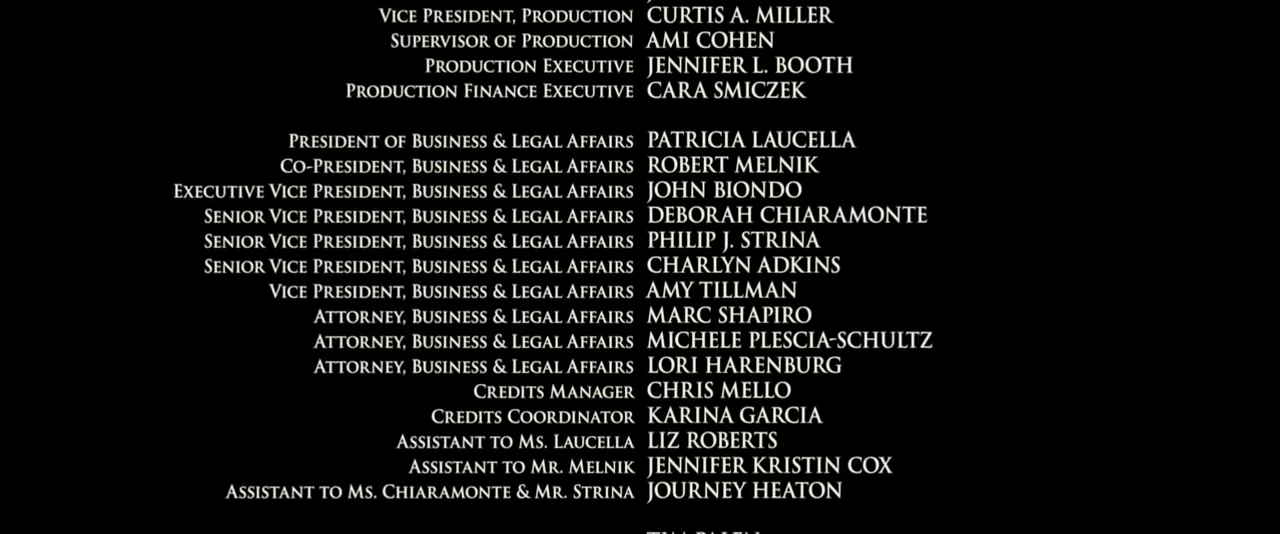 VICE PRESIDENT, PRODUCTION CURTIS A. MILLER
SUPERVISOR OF PRODUCTION AMI COHEN
PRODUCTION EXECUTIVE JENNIFER L. BOOTH
PRODUCTION FINANCE EXECUTIVE CARA SMICZEK
PRESIDENT OF BUSINESS & LEGAL AFFAIRS PATRICIA LAUCELLA
CO-PRESIDENT, BUSINESS & LEGAL AFFAIRS ROBERT MELNIK
EXECUTIVE VICE PRESIDENT, BUSINESS & LEGAL AFFAIRS JOHN BIONDO
SENIOR VICE PRESIDENT, BUSINESS & LEGAL AFFAIRS DEBORAH CHIARAMONTE
SENIOR VICE PRESIDENT, BUSINESS & LEGAL AFFAIRS PHILIP J. STRINA
SENIOR VICE PRESIDENT, BUSINESS & LEGAL AFFAIRS CHARLYN ADKINS
VICE PRESIDENT, BUSINESS & LEGAL AFFAIRS AMY TILLMAN
ATTORNEY, BUSINESS & LEGAL AFFAIRS MARC SHAPIRO
ATTORNEY, BUSINESS & LEGAL AFFAIRS MICHELE PLESCIA-SCHULTZ
ATTORNEY, BUSINESS & LEGAL AFFAIRS LORI HARENBURG
CREDITS MANAGER CHRIS MELLO
CREDITS COORDINATOR KARINA GARCIA
ASSISTANT TO MS. LAUCELLA LIZ ROBERTS
ASSISTANT TO MR. MELNIK JENNIFER KRISTIN COX
ASSISTANT TO MS. CHIARAMONTE & MR. STRINA JOURNEY HEATON